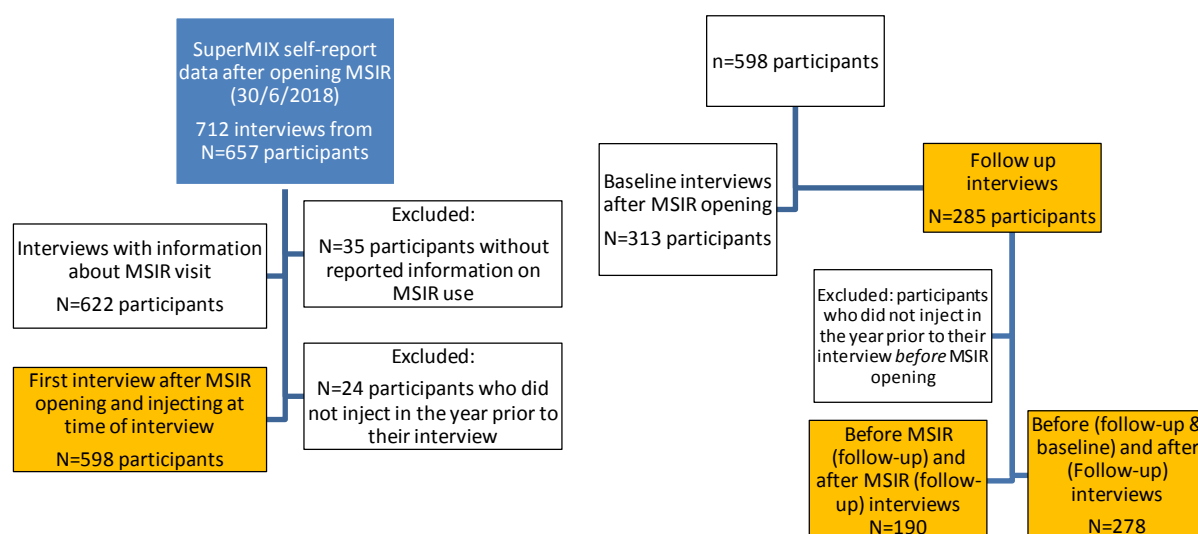 SuperMIX self-report
data after opening MSIR
(30/6/2018)
712 interviews from
N=657 participants
Interviews with information
about MSIR visit
N=622 participants
Excluded:
N=35 participants without
reported information on
MSIR use
First interview after MSIR
opening and injecting at
time of interview
N=598 participants
Excluded:
N=24 participants who did
not inject in the year prior to
their interview
n=598 participants
Baseline interviews
after MSIR opening
N=313 participants
Follow up
interviews
N=285 participants
Excluded: participants
who did not inject in
the year prior to their
interview before MSIR
opening
Before MSIR
(follow-up) and
after MSIR (follow-
up) interviews
N=190
Before (follow-up &
baseline) and after
(Follow-up)
interviews
N=278